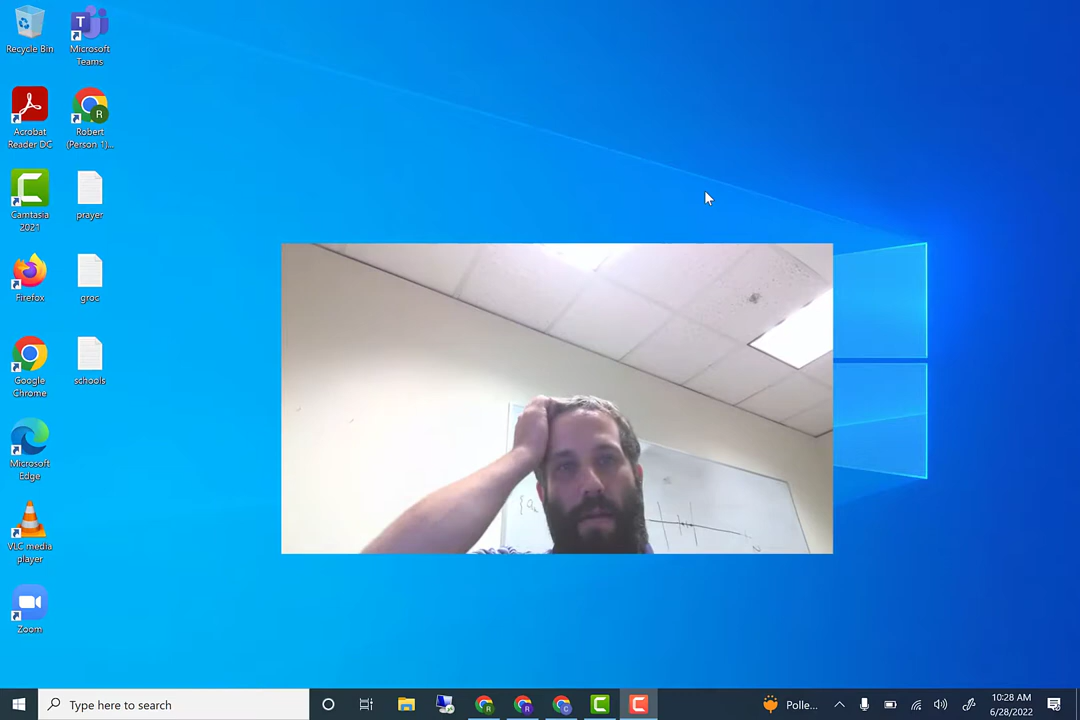 Recycle Bin
Microsoft
Teams
Acrobat
Reader DC
R
Robert
(Person 1)...
Camtasia
2021
prayer
Firefox
groc
Google
Chrome
schools
Microsoft
Edge
VLC media
player
Zoom
Type here to search
Polle...
10:28 AM
6/28/2022